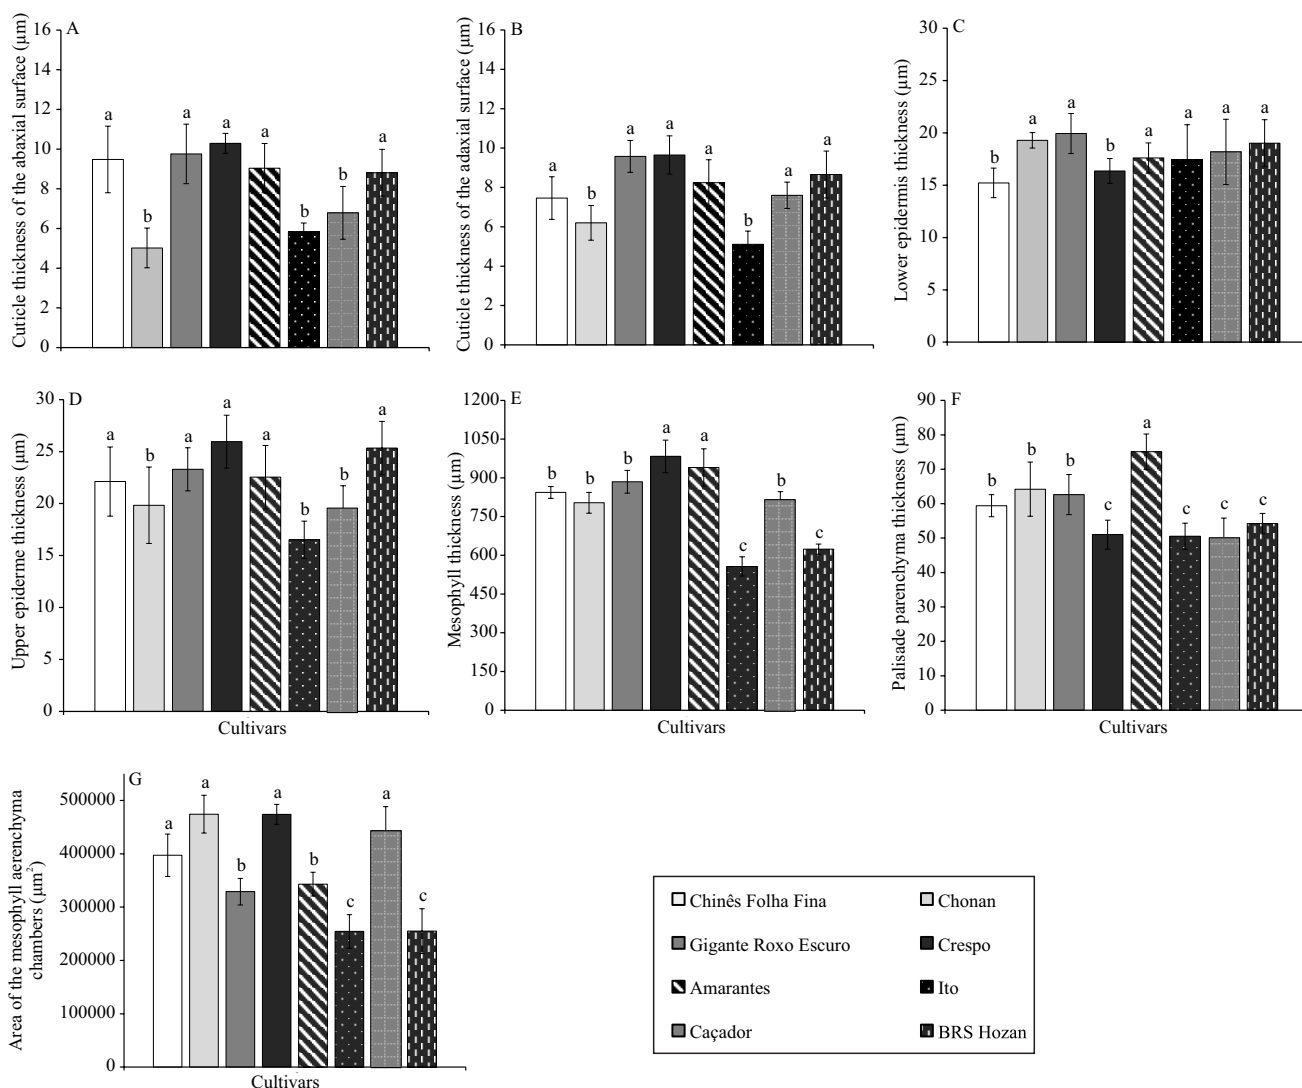 A
Cuticle thickness of the abaxial surface (µm)
16
14
12
10
8
6
4
2
0
a
b
a
a
a
b
b
a
B
Cuticle thickness of the adaxial surface (µm)
16
14
12
10
8
6
4
2
0
a
b
a
a
a
b
a
a
C
Lower epidermis thickness (µm)
30
25
20
15
10
5
0
b
a
a
b
a
a
a
a
D
Upper epiderme thickness (µm)
30
25
20
15
10
5
0
a
b
a
a
a
b
b
a
Cultivars
E
Mesophyll thickness (µm)
1200
1050
900
750
600
450
300
150
0
b
b
b
a
a
c
b
c
Cultivars
F
Palisade parenchyma thickness (µm)
90
80
70
60
50
40
30
20
10
0
b
b
b
c
a
c
c
c
Cultivars
G
Area of the mesophyll aerenchyma
chambers (µm²)
500000
400000
300000
200000
100000
0
a
a
b
a
b
c
a
c
Cultivars
Chinês Folha Fina
Chonan
Gigante Roxo Escuro
Crespo
Amarantes
Ito
Caçador
BRS Hozan